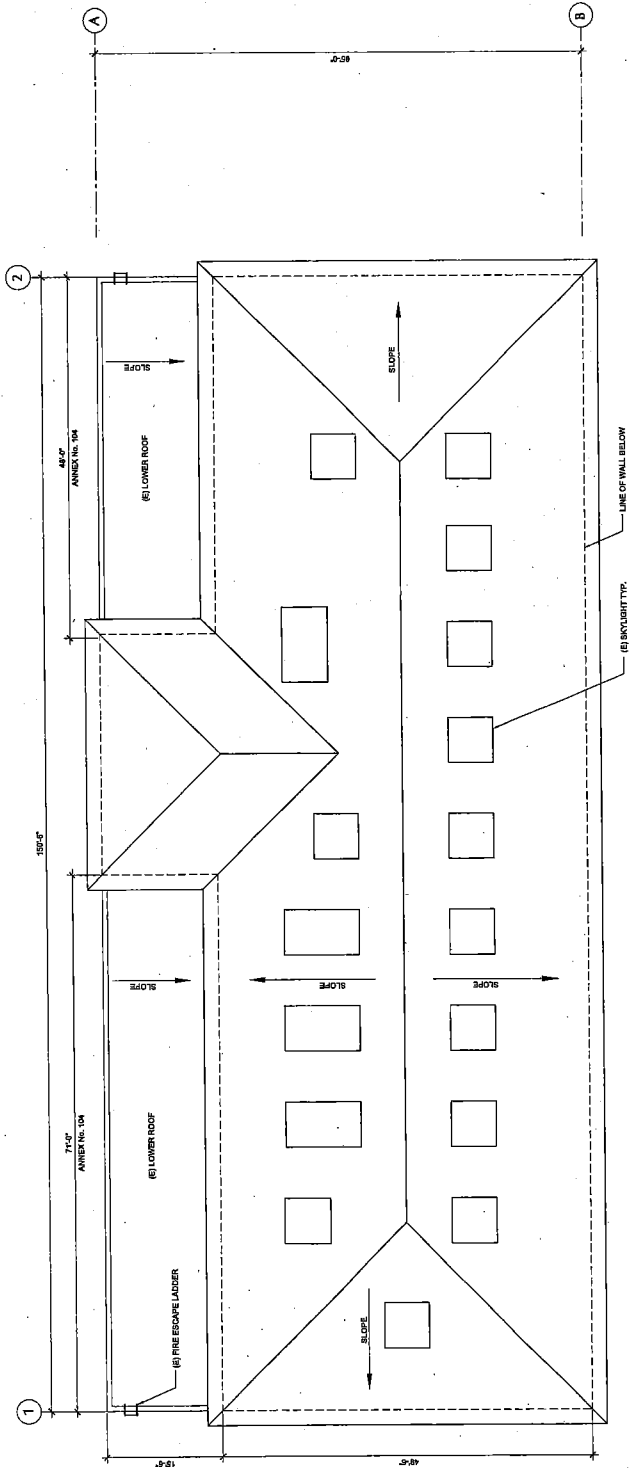 A
B
65'-0"
2
1
150'-6"
48'-0"
ANNEX No. 104
71'-0"
ANNEX No. 104
SLOPE
(E) LOWER ROOF
SLOPE
(E) LOWER ROOF
(E) FIRE ESCAPE LADDER
SLOPE
SLOPE
SLOPE
SLOPE
LINE OF WALL BELOW
(E) SKYLIGHT TYP.
15'-6"
49'-6"